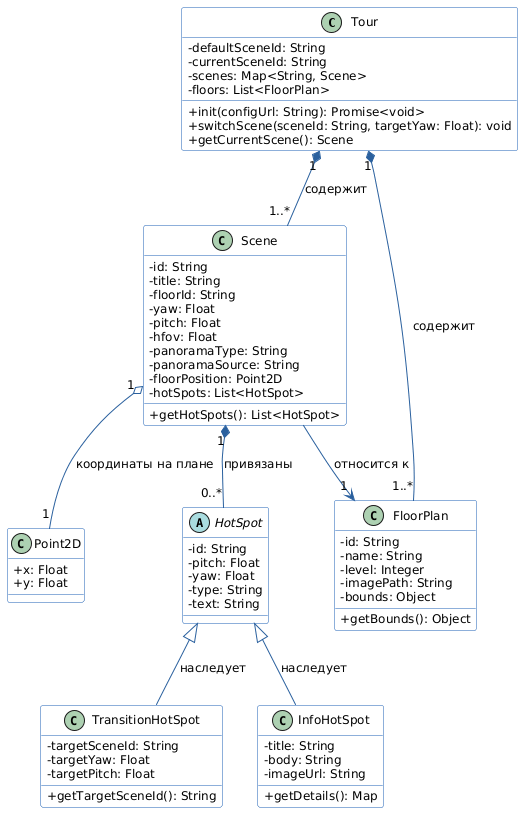 C Tour
-defaultSceneId: String
-currentSceneId: String
-scenes: Map<String, Scene>
-floors: List<FloorPlan>
+init(configUrl: String): Promise<void>
+switchScene(sceneId: String, targetYaw: Float): void
+getCurrentScene(): Scene
1 1
содержит
1..*
C Scene
-id: String
-title: String
-floorId: String
-yaw: Float
-pitch: Float
-hfov: Float
-panoramaType: String
-panoramaSource: String
-floorPosition: Point2D
-hotSpots: List<HotSpot>
+getHotSpots(): List<HotSpot>
содержит
1
1
координаты на плане
привязаны
относится к
1
0..*
1
1..*
C Point2D
+x: Float
+y: Float
A HotSpot
-id: String
-pitch: Float
-yaw: Float
-type: String
-text: String
C FloorPlan
-id: String
-name: String
-level: Integer
-imagePath: String
-bounds: Object
+getBounds(): Object
наследует
наследует
C TransitionHotSpot
-targetSceneId: String
-targetYaw: Float
-targetPitch: Float
+getTargetSceneId(): String
C InfoHotSpot
-title: String
-body: String
-imageUrl: String
+getDetails(): Map